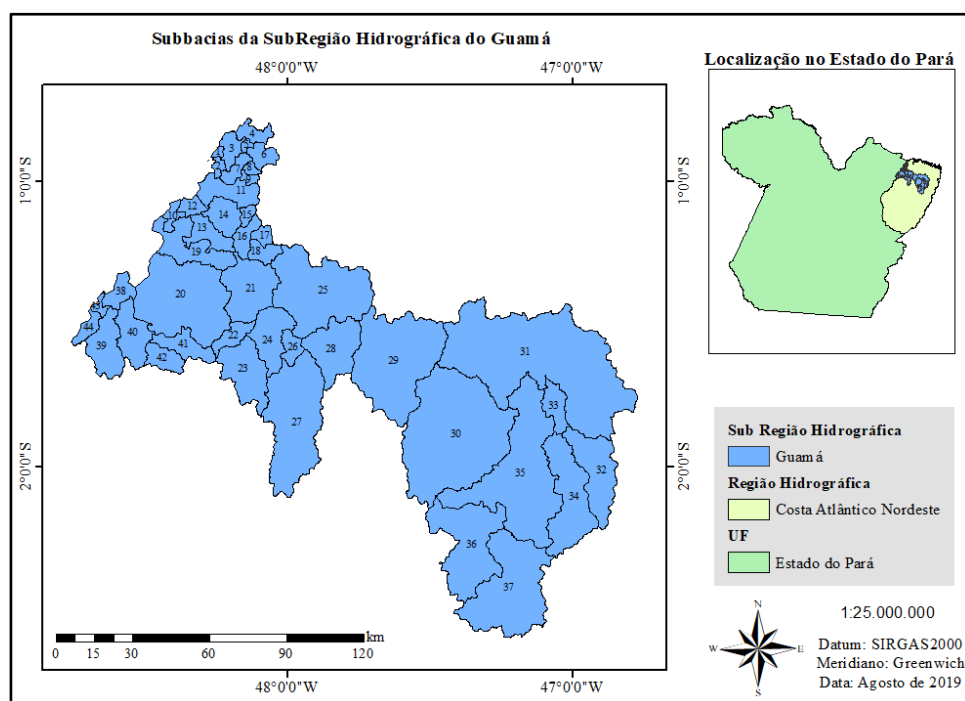 Subbacias da SubRegião Hidrográfica do Guamá
48°0'0"W
47°0'0"W
Localização no Estado do Pará
1°0'0"S
1°0'0"S
2°0'0"S
2°0'0"S
4
3
6
8
11
12
10
14
15
13
16
17
18
19
38
20
21
25
43
44
39
40
41
42
22
23
24
26
28
27
29
31
30
33
35
32
34
36
37
Sub Região Hidrográfica
Guamá
Região Hidrográfica
Costa Atlântico Nordeste
UF
Estado do Pará
km
0 15 30 60 90 120
48°0'0"W
47°0'0"W
N
W E
S
1:25.000.000
Datum: SIRGAS2000
Meridiano: Greenwich
Data: Agosto de 2019